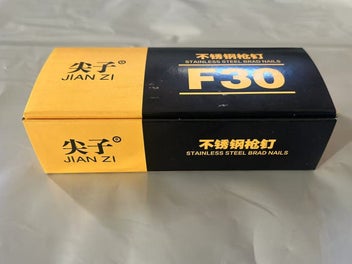 尖子®
JIAN ZI
不锈钢枪钉
STAINLESS STEEL BRAD NAILS
F30
尖子®
JIAN ZI
不锈钢枪钉
STAINLESS STEEL BRAD NAILS